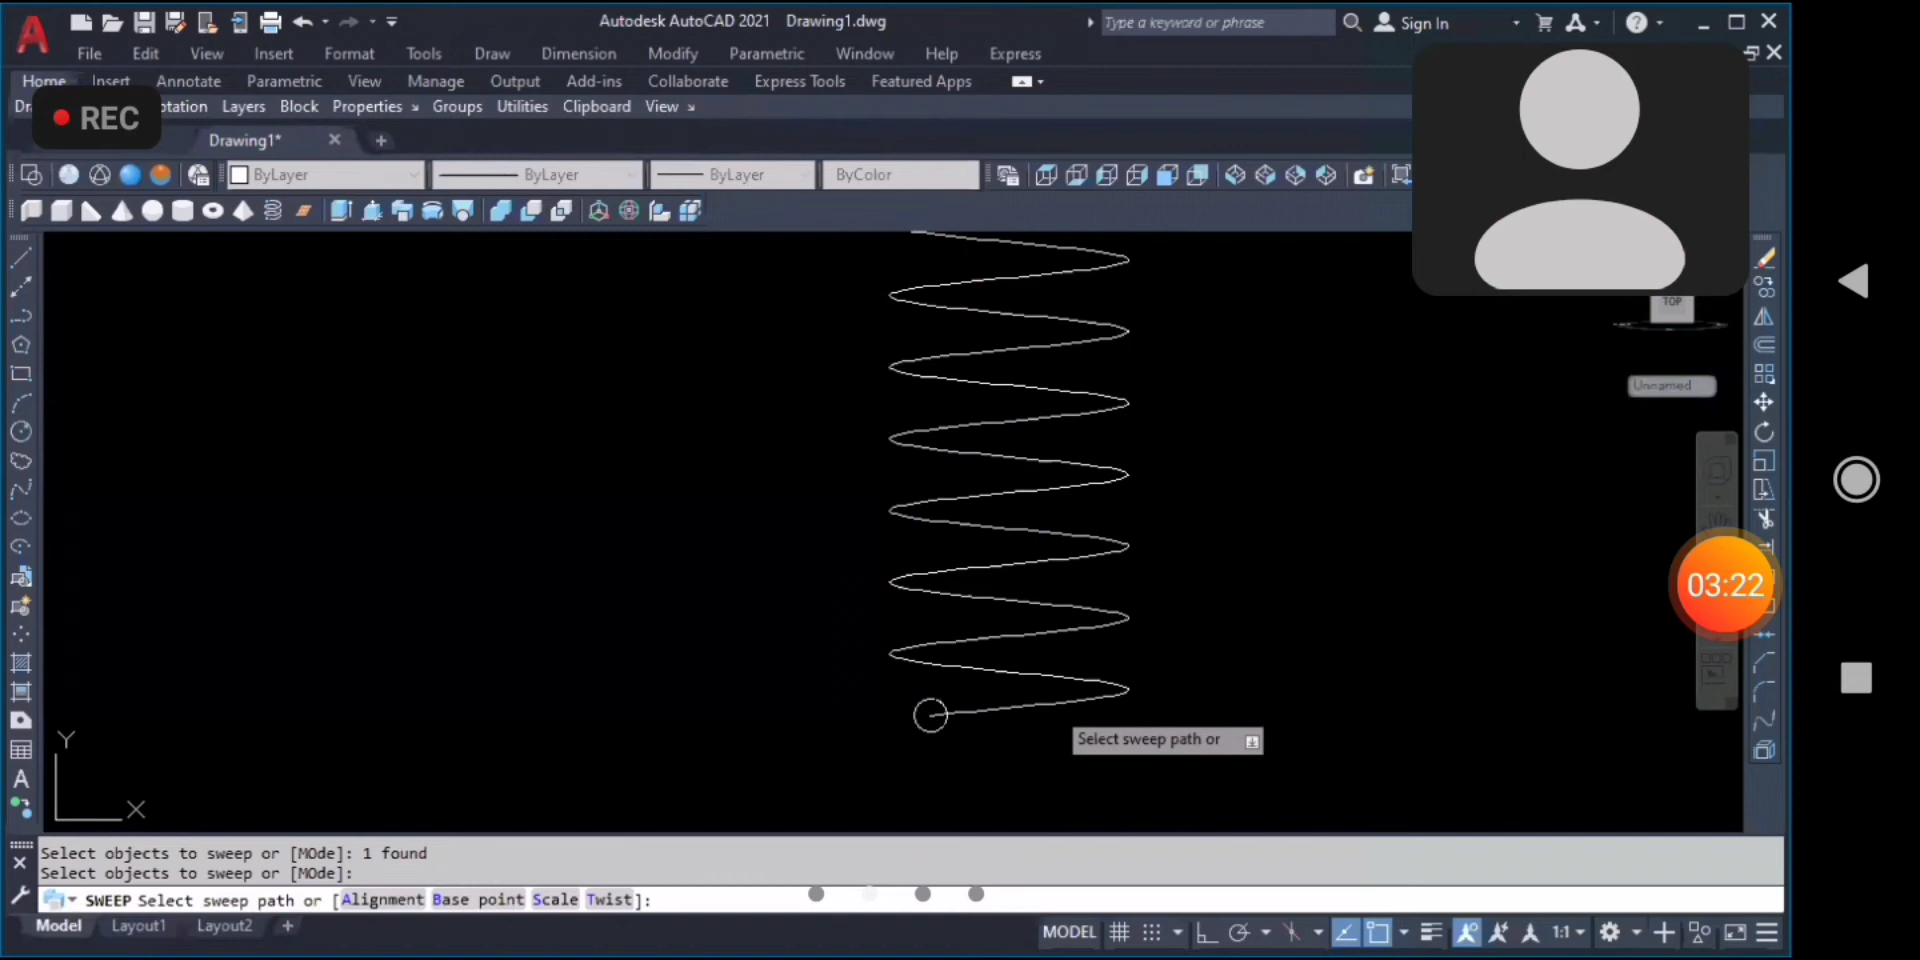 Autodesk AutoCAD 2021 Drawing1.dwg Type a keyword or phrase Sign In
File Edit View Insert Format Tools Draw Dimension Modify Parametric Window Help Express
Home Insert Annotate Parametric View Manage Output Add-ins Collaborate Express Tools Featured Apps
Layers Block Properties Groups Utilities Clipboard View
REC
Drawing1*
ByLayer ByLayer ByLayer ByColor
TOP
Unnamed
03:22
Select sweep path or
Y
X
Select objects to sweep or [MOde]: 1 found
Select objects to sweep or [MOde]:
SWEEP Select sweep path or [Alignment Base point Scale Twist]:
Model Layout1 Layout2 MODEL 1:1